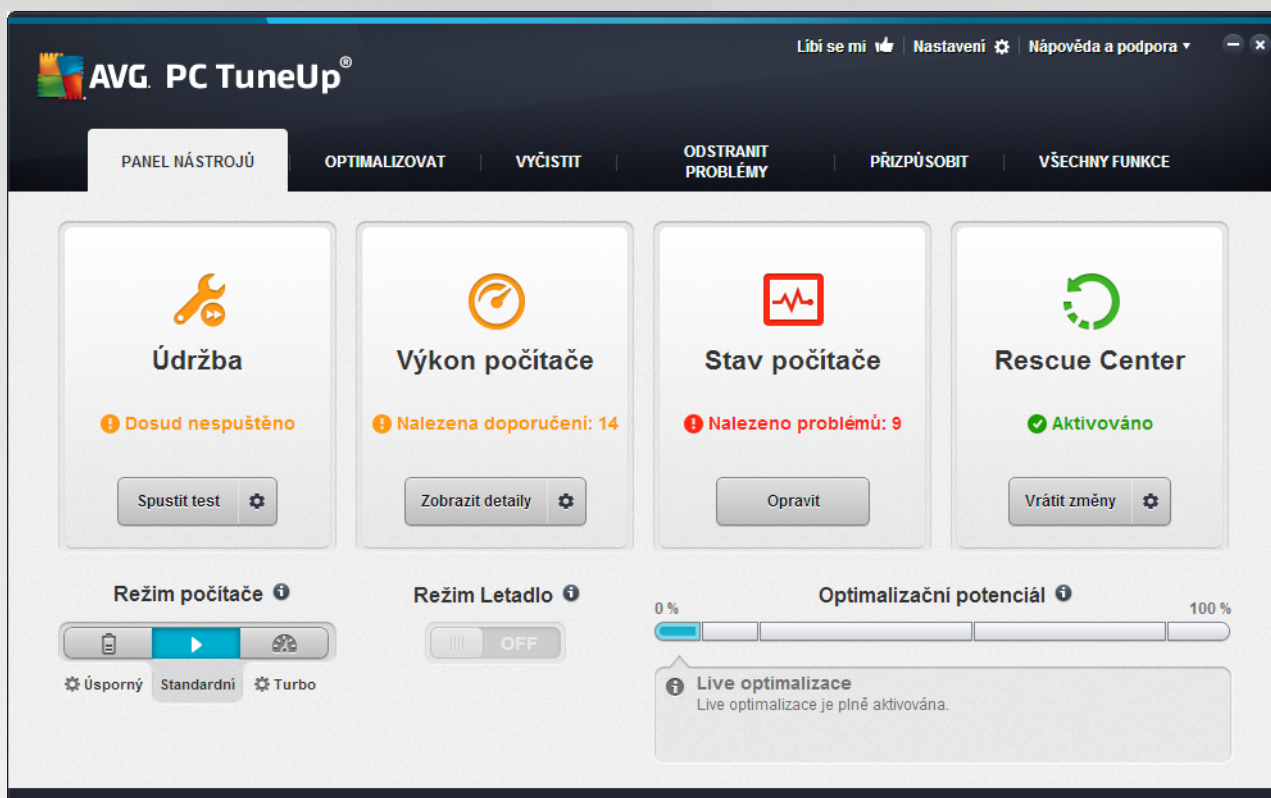 Líbí se mi Nastavení Nápověda a podpora
AVG. PC TuneUp®
PANEL NÁSTROJŮ OPTIMALIZOVAT VYČISTIT ODSTRANIT PROBLÉMY PŘIZPŮSOBIT VŠECHNY FUNKCE
Údržba
Dosud nespuštěno
Spustit test
Výkon počítače
Nalezena doporučení: 14
Zobrazit detaily
Stav počítače
Nalezeno problémů: 9
Opravit
Rescue Center
Aktivováno
Vrátit změny
Režim počítače
Úsporný Standardní Turbo
Režim Letadlo
OFF
Optimalizační potenciál
0 % 100 %
Live optimalizace
Live optimalizace je plně aktivována.